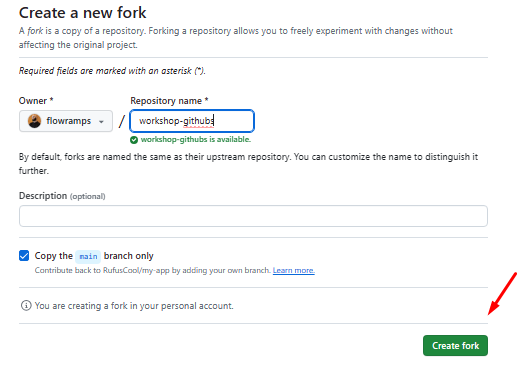 Create a new fork
A fork is a copy of a repository. Forking a repository allows you to freely experiment with changes without
affecting the original project.
Required fields are marked with an asterisk (*).
Owner *
Repository name *
flowramps
/
workshop-githubs
workshop-githubs is available.
By default, forks are named the same as their upstream repository. You can customize the name to distinguish it
further.
Description (optional)
Copy the main branch only
Contribute back to RufusCool/my-app by adding your own branch. Learn more.
You are creating a fork in your personal account.
Create fork